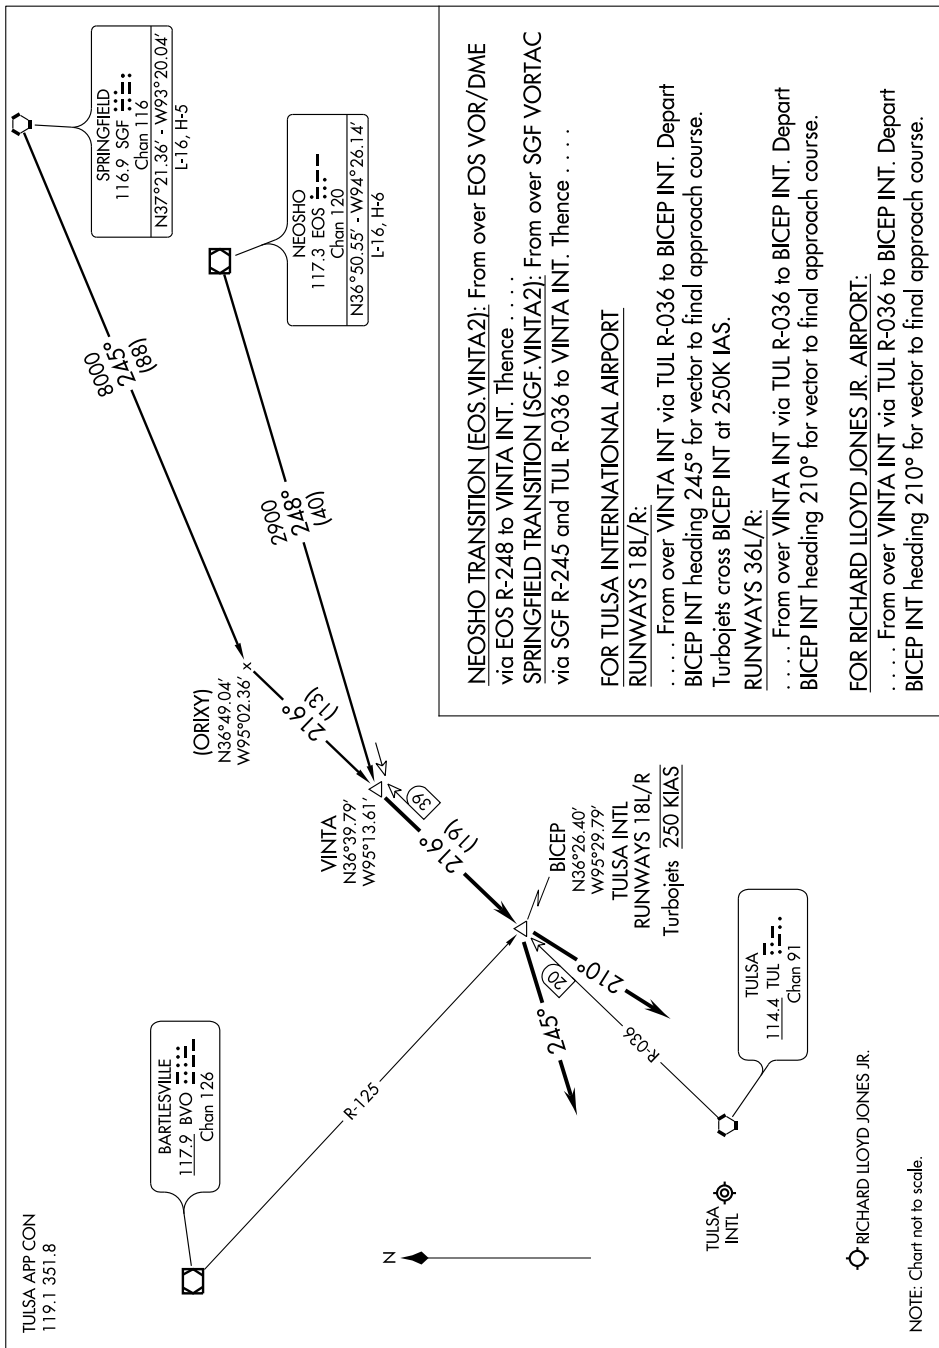 TULSA APP CON
119.1 351.8
SPRINGFIELD
116.9 SGF
Chan 116
N37°21.36' - W93°20.04'
L-16, H-5
NEOSHO
117.3 EOS
Chan 120
N36°50.55' - W94°26.14'
L-16, H-6
8000
245°
(88)
2900
248°
(40)
(ORIXY)
N36°49.04'
W95°02.36'
216°
(13)
VINTA
N36°39.79'
W95°13.61'
39
216°
(19)
BICEP
N36°26.40'
W95°29.79'
TULSA INTL
RUNWAYS 18L/R
Turbojets 250 KIAS
BARTLESVILLE
117.9 BVO
Chan 126
R-125
245°
20
210°
R-036
TULSA
114.4 TUL
Chan 91
N
TULSA
INTL
RICHARD LLOYD JONES JR.
NOTE: Chart not to scale.
NEOSHO TRANSITION (EOS.VINTA2): From over EOS VOR/DME
via EOS R-248 to VINTA INT. Thence . . . .
SPRINGFIELD TRANSITION (SGF.VINTA2): From over SGF VORTAC
via SGF R-245 and TUL R-036 to VINTA INT. Thence . . . .
FOR TULSA INTERNATIONAL AIRPORT
RUNWAYS 18L/R:
. . . . From over VINTA INT via TUL R-036 to BICEP INT. Depart
BICEP INT heading 245° for vector to final approach course.
Turbojets cross BICEP INT at 250K IAS.
RUNWAYS 36L/R:
. . . . From over VINTA INT via TUL R-036 to BICEP INT. Depart
BICEP INT heading 210° for vector to final approach course.
FOR RICHARD LLOYD JONES JR. AIRPORT:
. . . . From over VINTA INT via TUL R-036 to BICEP INT. Depart
BICEP INT heading 210° for vector to final approach course.